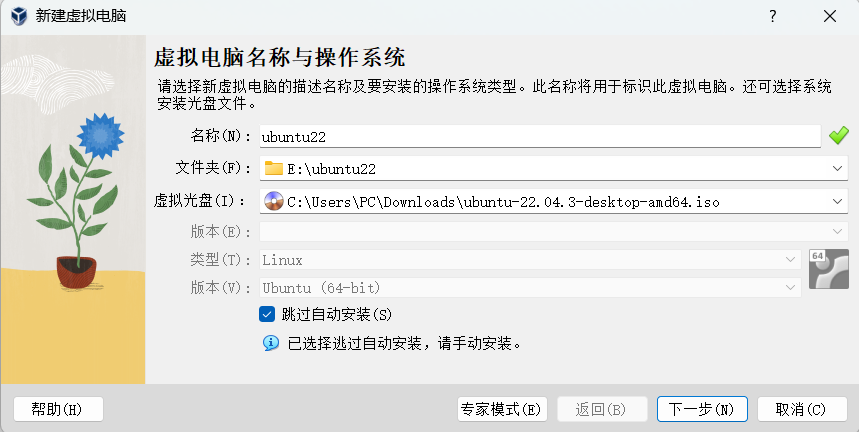 新建虚拟电脑
?
虚拟电脑名称与操作系统
请选择新虚拟电脑的描述名称及要安装的操作系统类型。此名称将用于标识此虚拟电脑。还可选择系统
安装光盘文件。
名称(N)： ubuntu22
文件夹(F)： E:\ubuntu22
虚拟光盘(I)： C:\Users\PC\Downloads\ubuntu-22.04.3-desktop-amd64.iso
版本(E)：
类型(T)： Linux 64
版本(V)： Ubuntu (64-bit)
跳过自动安装(S)
已选择逃过自动安装，请手动安装。
帮助(H) 专家模式(E) 返回(B) 下一步(N) 取消(C)